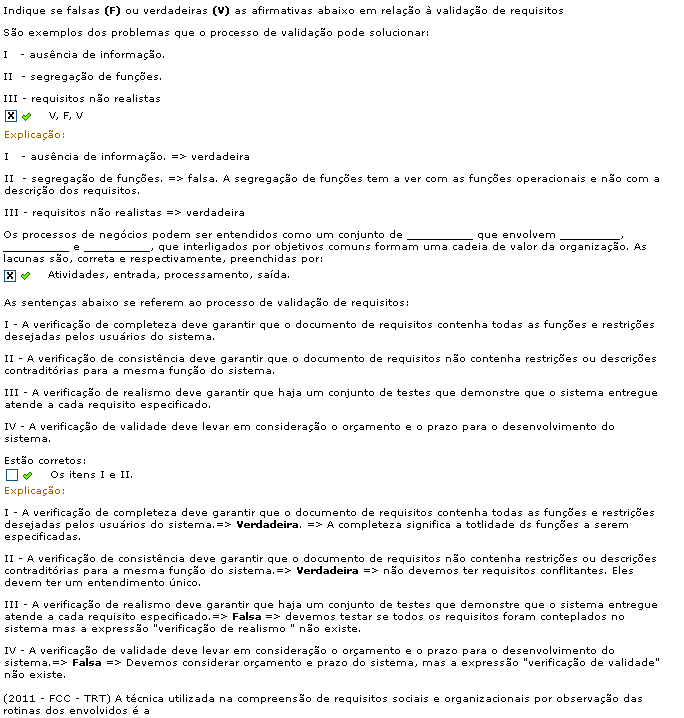 Indique se falsas (F) ou verdadeiras (V) as afirmativas abaixo em relação à validação de requisitos
São exemplos dos problemas que o processo de validação pode solucionar:
I - ausência de informação.
II - segregação de funções.
III - requisitos não realistas
V, F, V
Explicação:
I - ausência de informação. => verdadeira
II - segregação de funções. => falsa. A segregação de funções tem a ver com as funções operacionais e não com a
descrição dos requisitos.
III - requisitos não realistas => verdadeira
Os processos de negócios podem ser entendidos como um conjunto de __________ que envolvem _________,
__________ e __________, que interligados por objetivos comuns formam uma cadeia de valor da organização. As
lacunas são, correta e respectivamente, preenchidas por:
Atividades, entrada, processamento, saída.
As sentenças abaixo se referem ao processo de validação de requisitos:
I - A verificação de completeza deve garantir que o documento de requisitos contenha todas as funções e restrições
desejadas pelos usuários do sistema.
II - A verificação de consistência deve garantir que o documento de requisitos não contenha restrições ou descrições
contraditórias para a mesma função do sistema.
III - A verificação de realismo deve garantir que haja um conjunto de testes que demonstre que o sistema entregue
atende a cada requisito especificado.
IV - A verificação de validade deve levar em consideração o orçamento e o prazo para o desenvolvimento do
sistema.
Estão corretos:
Os itens I e II.
Explicação:
I - A verificação de completeza deve garantir que o documento de requisitos contenha todas as funções e restrições
desejadas pelos usuários do sistema.=> Verdadeira. => A completeza significa a totlidade ds funções a serem
especificadas.
II - A verificação de consistência deve garantir que o documento de requisitos não contenha restrições ou descrições
contraditórias para a mesma função do sistema.=> Verdadeira => não devemos ter requisitos conflitantes. Eles
devem ter um entendimento único.
III - A verificação de realismo deve garantir que haja um conjunto de testes que demonstre que o sistema entregue
atende a cada requisito especificado.=> Falsa => devemos testar se todos os requisitos foram conteplados no
sistema mas a expressão "verificação de realismo " não existe.
IV - A verificação de validade deve levar em consideração o orçamento e o prazo para o desenvolvimento do
sistema.=> Falsa => Devemos considerar orçamento e prazo do sistema, mas a expressão "verificação de validade"
não existe.
(2011 - FCC - TRT) A técnica utilizada na compreensão de requisitos sociais e organizacionais por observação das
rotinas dos envolvidos é a